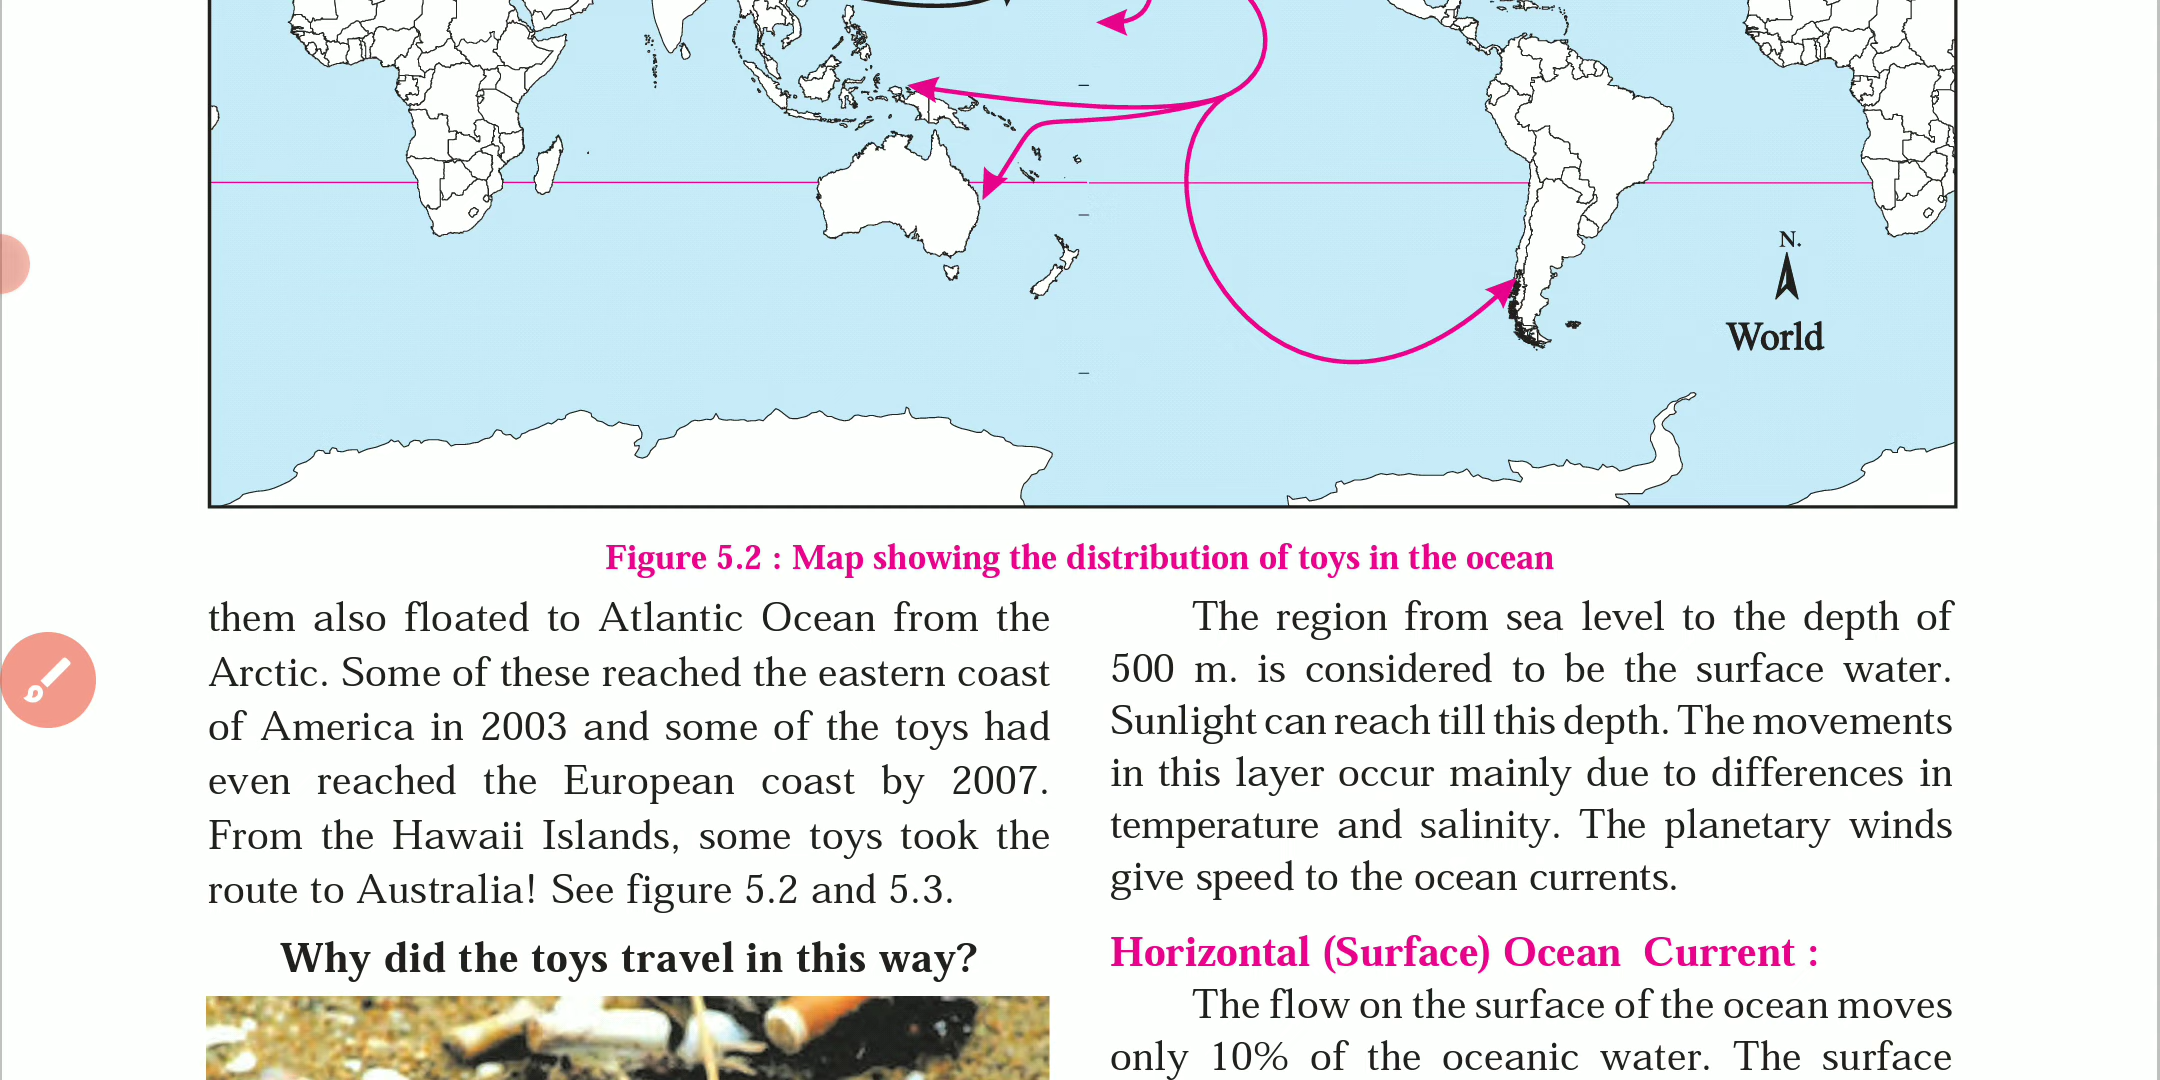 N.
World
Figure 5.2 : Map showing the distribution of toys in the ocean
them also floated to Atlantic Ocean from the
Arctic. Some of these reached the eastern coast
of America in 2003 and some of the toys had
even reached the European coast by 2007.
From the Hawaii Islands, some toys took the
route to Australia! See figure 5.2 and 5.3.
Why did the toys travel in this way?
The region from sea level to the depth of
500 m. is considered to be the surface water.
Sunlight can reach till this depth. The movements
in this layer occur mainly due to differences in
temperature and salinity. The planetary winds
give speed to the ocean currents.
Horizontal (Surface) Ocean Current :
The flow on the surface of the ocean moves
only 10% of the oceanic water. The surface